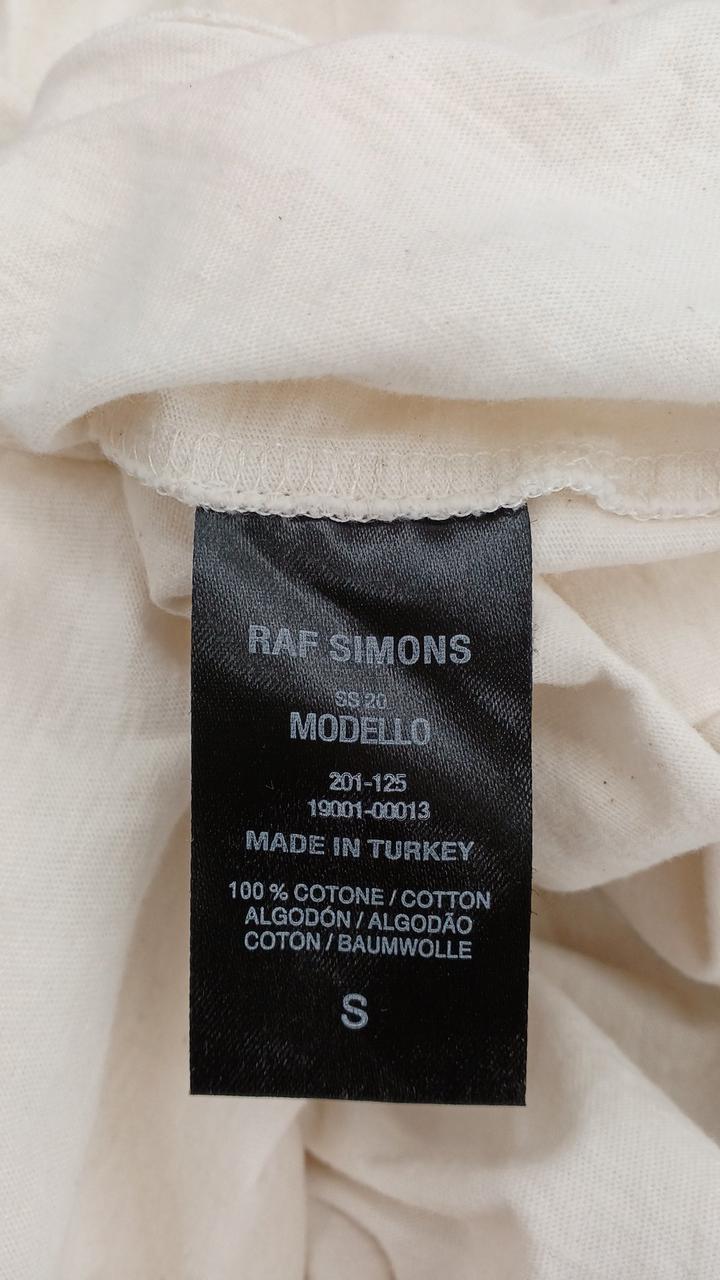 RAF SIMONS
SS 20
MODELLO
201-125
19001-00013
MADE IN TURKEY
100 % COTONE / COTTON
ALGODÓN / ALGODÃO
COTON / BAUMWOLLE
S